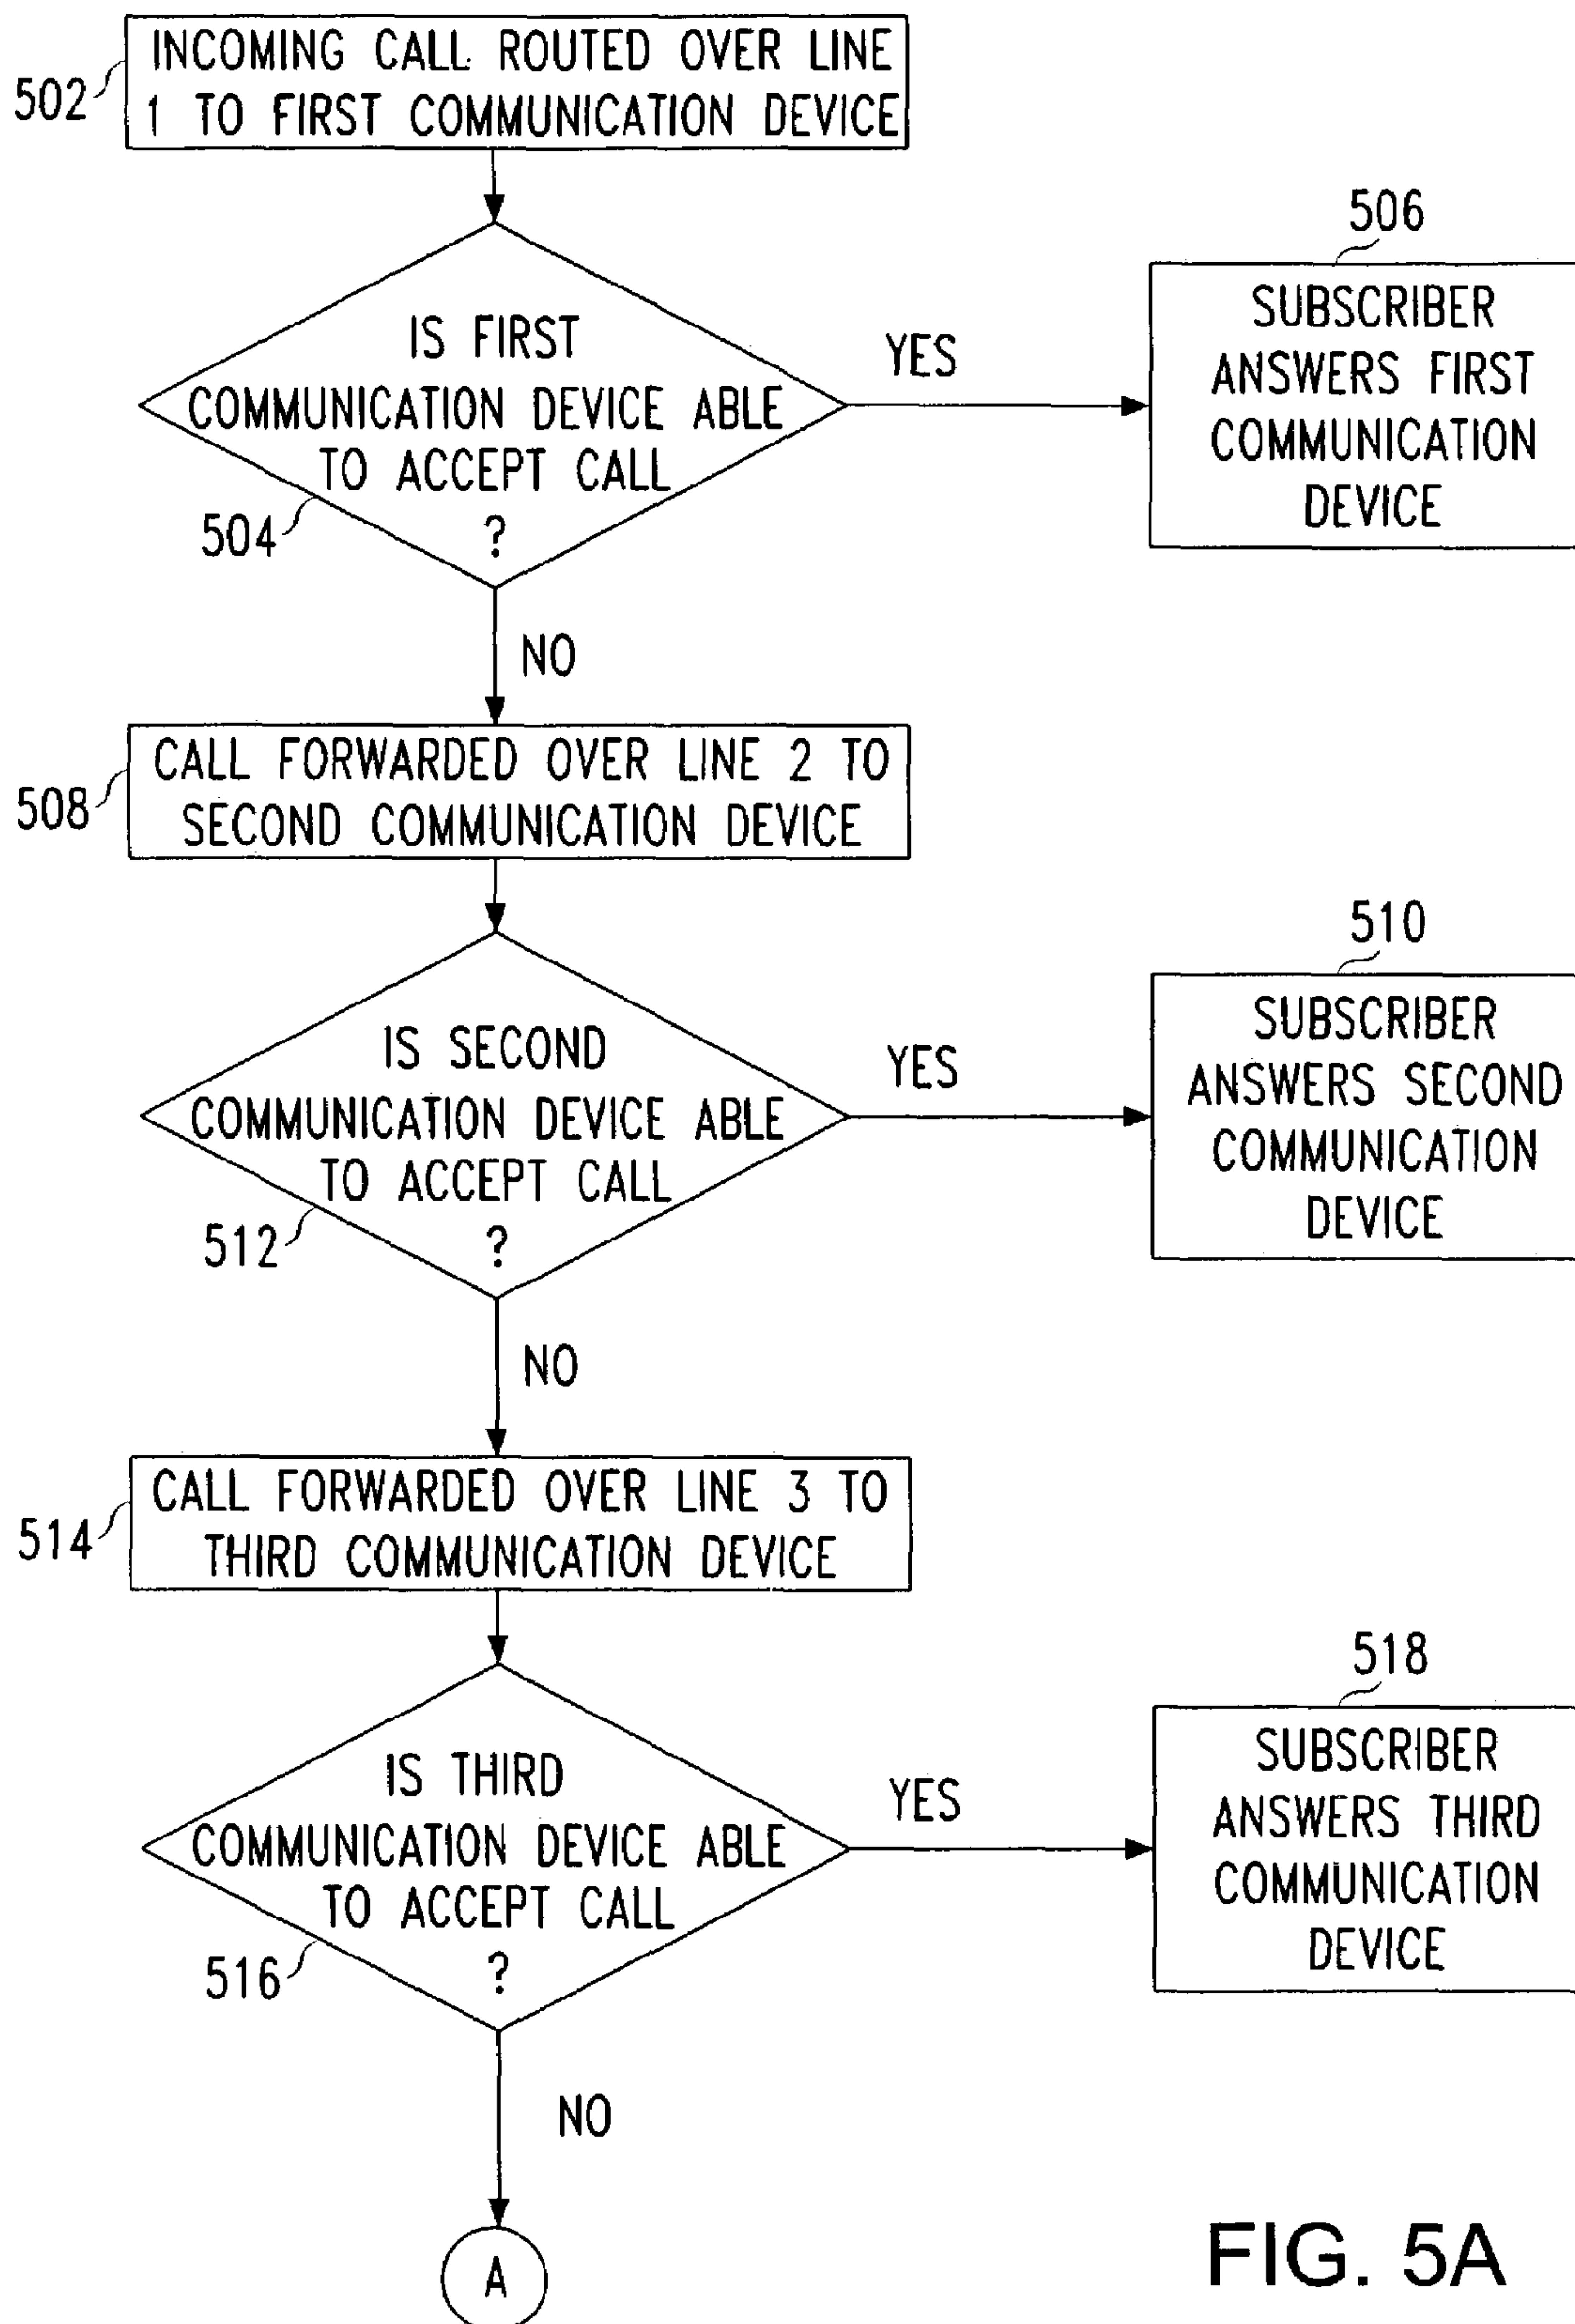 INCOMING CALL ROUTED OVER LINE
1 TO FIRST COMMUNICATION DEVICE
502
506
IS FIRST
COMMUNICATION DEVICE ABLE
TO ACCEPT CALL
?
504
YES
SUBSCRIBER
ANSWERS FIRST
COMMUNICATION
DEVICE
NO
CALL FORWARDED OVER LINE 2 TO
SECOND COMMUNICATION DEVICE
508
510
IS SECOND
COMMUNICATION DEVICE ABLE
TO ACCEPT CALL
?
512
YES
SUBSCRIBER
ANSWERS SECOND
COMMUNICATION
DEVICE
NO
CALL FORWARDED OVER LINE 3 TO
THIRD COMMUNICATION DEVICE
514
518
IS THIRD
COMMUNICATION DEVICE ABLE
TO ACCEPT CALL
?
516
YES
SUBSCRIBER
ANSWERS THIRD
COMMUNICATION
DEVICE
NO
A
FIG. 5A